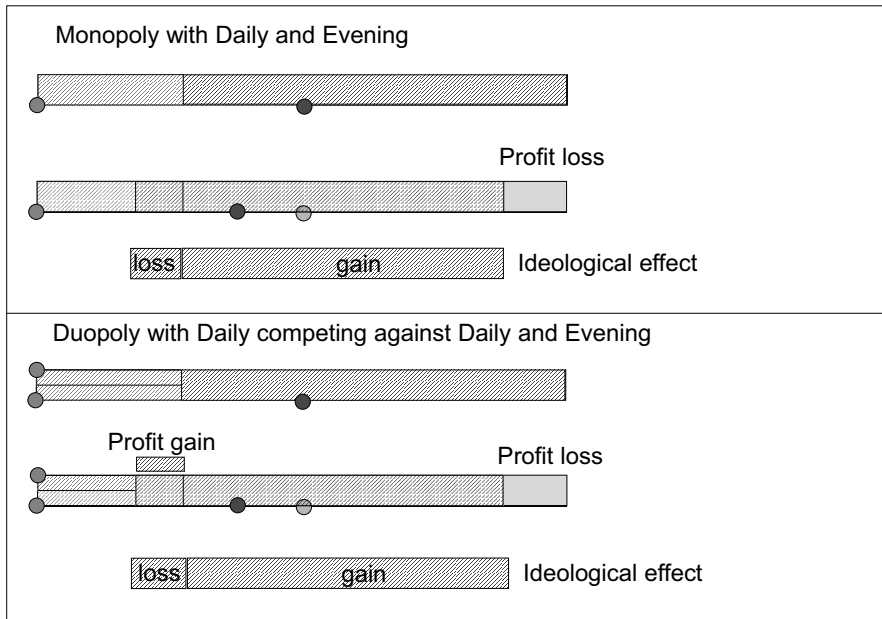 Monopoly with Daily and Evening
Profit loss
loss gain Ideological effect
Duopoly with Daily competing against Daily and Evening
Profit gain
Profit loss
loss gain Ideological effect